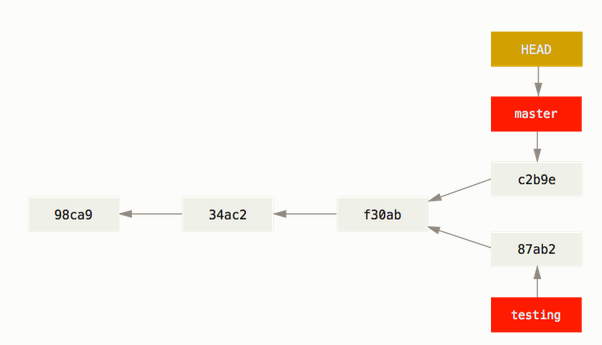 HEAD
master
c2b9e
98ca9
34ac2
f30ab
87ab2
testing